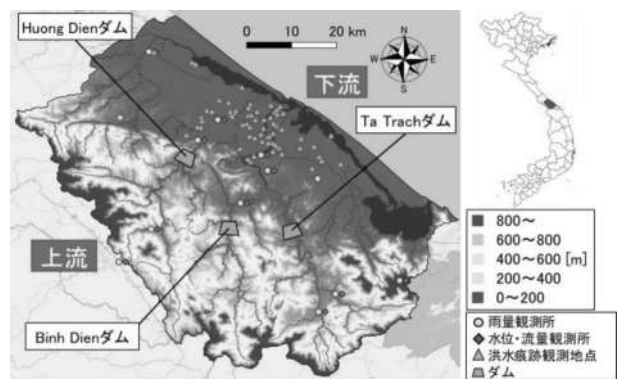 Huong Dienダム
0 10 20 km
N
W E
S
下流
Ta Trachダム
上流
Binh Dienダム
800~
600~800
400~600 [m]
200~400
0~200
雨量観測所
水位・流量観測所
洪水痕跡観測地点
ダム